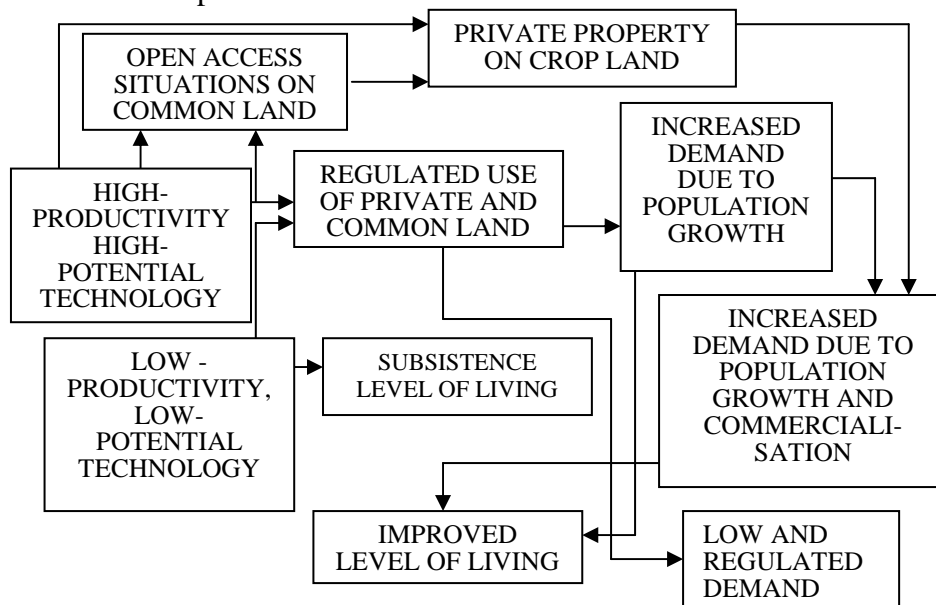 PRIVATE PROPERTY
ON CROP LAND
OPEN ACCESS
SITUATIONS ON
COMMON LAND
INCREASED
DEMAND
DUE TO
POPULATION
GROWTH
REGULATED USE
OF PRIVATE AND
COMMON LAND
HIGH-
PRODUCTIVITY
HIGH-
POTENTIAL
TECHNOLOGY
INCREASED
DEMAND DUE TO
POPULATION
GROWTH AND
COMMERCIALI-
SATION
LOW -
PRODUCTIVITY,
LOW-
POTENTIAL
TECHNOLOGY
SUBSISTENCE
LEVEL OF LIVING
IMPROVED
LEVEL OF LIVING
LOW AND
REGULATED
DEMAND